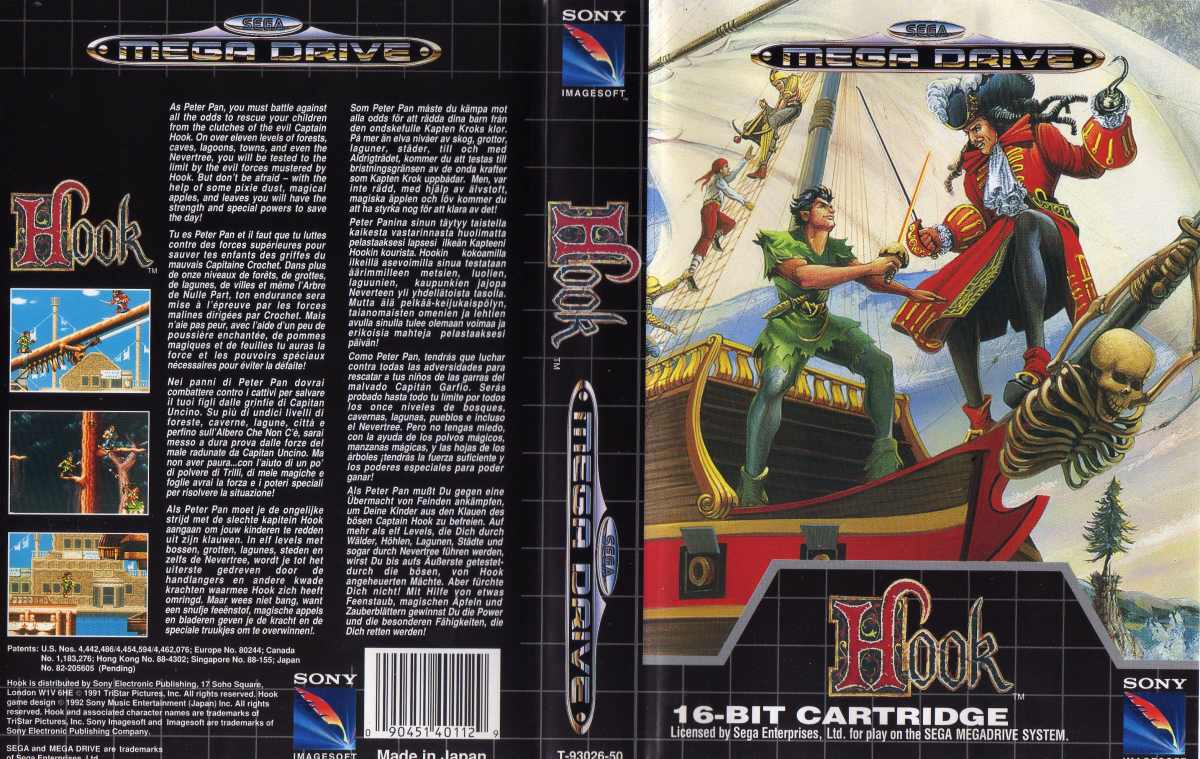 SEGA
MEGA DRIVE
As Peter Pan, you must battle against
all the odds to rescue your children
from the clutches of the evil Captain
Hook. On over eleven levels of forests,
caves, lagoons, towns, and even the
Nevertree, you will be tested to the
limit by the evil forces mustered by
Hook. But don't be afraid – with the
help of some pixie dust, magical
apples, and leaves you will have the
strength and special powers to save
the day!
Tu es Peter Pan et il faut que tu luttes
contre des forces supérieures pour
sauver tes enfants des griffes du
mauvais Capitaine Crochet. Dans plus
de onze niveaux de forêts, de grottes,
de lagunes, de villes et même l'Arbre
de Nulle Part, ton endurance sera
mise à l'épreuve par les forces
malines dirigées par Crochet. Mais
n'aie pas peur, avec l'aide d'un peu de
poussière enchantée, de pommes
magiques et de feuilles tu auras la
force et les pouvoirs spéciaux
nécessaires pour éviter la défaite!
Nei panni di Peter Pan dovrai
combattere contro i cattivi per salvare
il tuoi figli dalle grinfie di Capitan
Uncino. Su più di undici livelli di
foreste, caverne, lagune, città e
perfino sull'Albero Che Non C'è, sarai
messo a dura prova dalle forze del
male radunate da Capitan Uncino. Ma
non aver paura...con l'aiuto di un po'
di polvere di Trilli, di mele magiche e
foglie avrai la forza e i poteri speciali
per risolvere la situazione!
Als Peter Pan moet je de ongelijke
strijd met de slechte kapitein Hook
aangaan om jouw kinderen te redden
uit zijn klauwen. In elf levels met
bossen, grotten, lagunes, steden en
zelfs de Nevertree, wordt je tot het
uiterste gedreven door de
handlangers en andere kwade
krachten waarmee Hook zich heeft
omringd. Maar wees niet bang, want
een snufje feeënstof, magische appels
en bladeren geven je de kracht en de
speciale truukjes om te overwinnen!.
Som Peter Pan måste du kämpa mot
alla odds för att rädda dina barn från
den ondskefulle Kapten Kroks klor.
På mer än elva nivåer av skog, grottor,
laguner, städer, till och med
Aldrigträdet, kommer du att testas till
bristningsgränsen av de onda krafter
som Kapten Krok uppbådar. Men, var
inte rädd, med hjälp av älvstoft,
magiska äpplen och löv kommer du
att ha styrka nog för att klara av det!
Peter Panina sinun täytyy taistella
kaikesta vastarinnasta huolimatta
pelastaaksesi lapsesi ilkeän Kapteeni
Hookin kourista. Hookin kokoamilla
ilkeillä asevoimilla sinua testataan
äärimmilleen metsien, luolien,
laguunien, kaupunkien jajopa
Neverteen yli yhdellätoista tasolla.
Mutta älä pelkää-keijukaispölyn,
taianomaisten omenien ja lehtien
avulla sinulla tulee olemaan voimaa ja
erikoisia mahteja pelastaaksesi
päivän!
Como Peter Pan, tendrás que luchar
contra todas las adversidades para
rescatar a tus niños de las garras del
malvado Capitán Garfio. Serás
probado hasta todo tu límite por todos
los once niveles de bosques,
cavernas, lagunas, pueblos e incluso
el Nevertree. Pero no tengas miedo,
con la ayuda de los polvos mágicos,
manzanas mágicas, y las hojas de los
árboles ¡tendrás la fuerza suficiente y
los poderes especiales para poder
ganar!
Als Peter Pan mußt Du gegen eine
Übermacht von Feinden ankämpfen,
um Deine Kinder aus den Klauen des
bösen Captain Hook zu befreien. Auf
mehr als elf Levels, die Dich durch
Wälder, Höhlen, Lagunen, Städte und
sogar durch Nevertree führen werden,
wirst Du bis aufs Äußerste getestet-
durch die bösen, von Hook
angeheuerten Mächte. Aber fürchte
Dich nicht! Mit Hilfe von etwas
Feenstaub, magischen Äpfeln und
Zauberblättern gewinnst Du die Power
und die besonderen Fähigkeiten, die
Dich retten werden!
Hook
TM
Patents: U.S. Nos. 4,442,486/4,454,594/4,462,076; Europe No. 80244; Canada
No. 1,183,276; Hong Kong No. 88-4302; Singapore No. 88-155; Japan
No. 82-205605 (Pending)
Hook is distributed by Sony Electronic Publishing, 17 Soho Square,
London W1V 6HE © 1991 TriStar Pictures, Inc. All rights reserved. Hook
game design © 1992 Sony Music Entertainment (Japan) Inc. All rights
reserved. Hook and associated character names are trademarks of
TriStar Pictures, Inc. Sony Imagesoft and Imagesoft are trademarks of
Sony Electronic Publishing Company.
SEGA and MEGA DRIVE are trademarks
of Sega Enterprises, Ltd.
SONY
IMAGESOFT
0 90451 40112 9
Made in Japan
SONY
IMAGESOFT
TM
Hook
TM
MEGA DRIVE
SEGA
T-93026-50
SEGA
MEGA DRIVE
Hook
TM
16-BIT CARTRIDGE
Licensed by Sega Enterprises, Ltd. for play on the SEGA MEGADRIVE SYSTEM.
SONY
IMAGESOFT